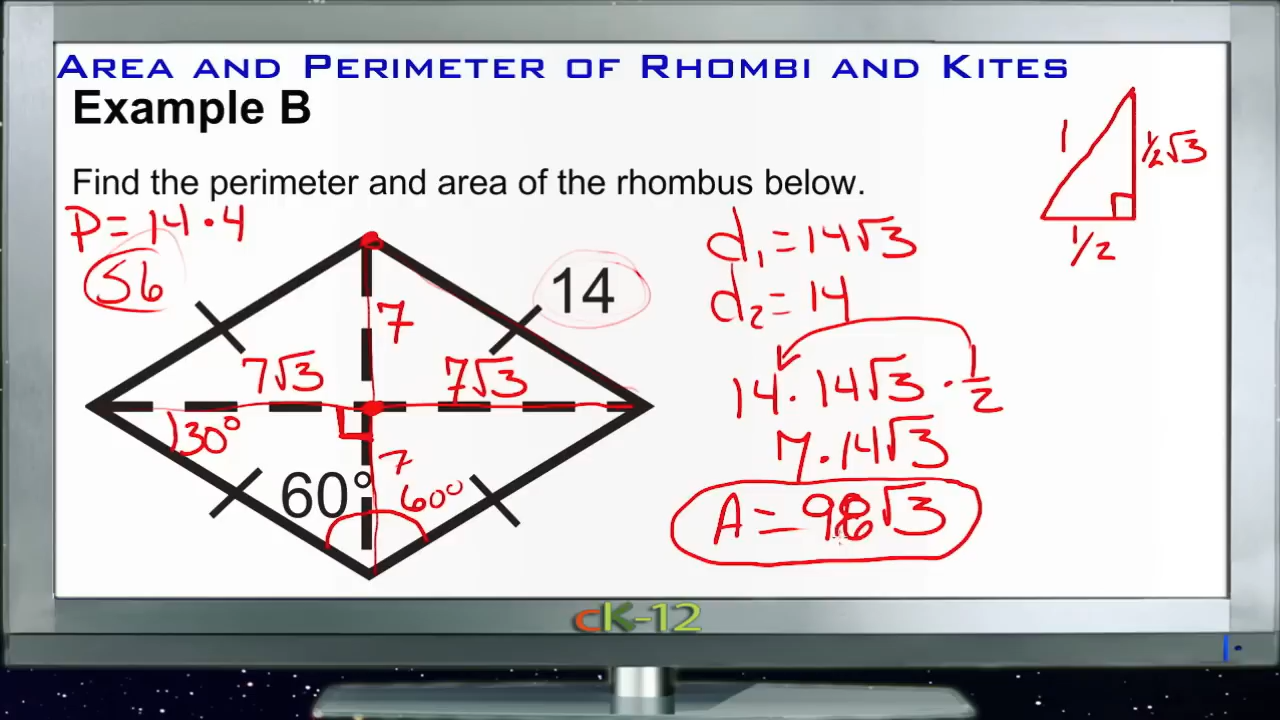 AREA AND PERIMETER OF RHOMBI AND KITES
Example B
Find the perimeter and area of the rhombus below.
P = 14 · 4
56
14
7
7√3
7√3
30°
60°
7
60°
d₁ = 14√3
d₂ = 14
14 · 14√3 · 1/2
7 · 14√3
A = 98√3
1
½√3
1/2
cK-12